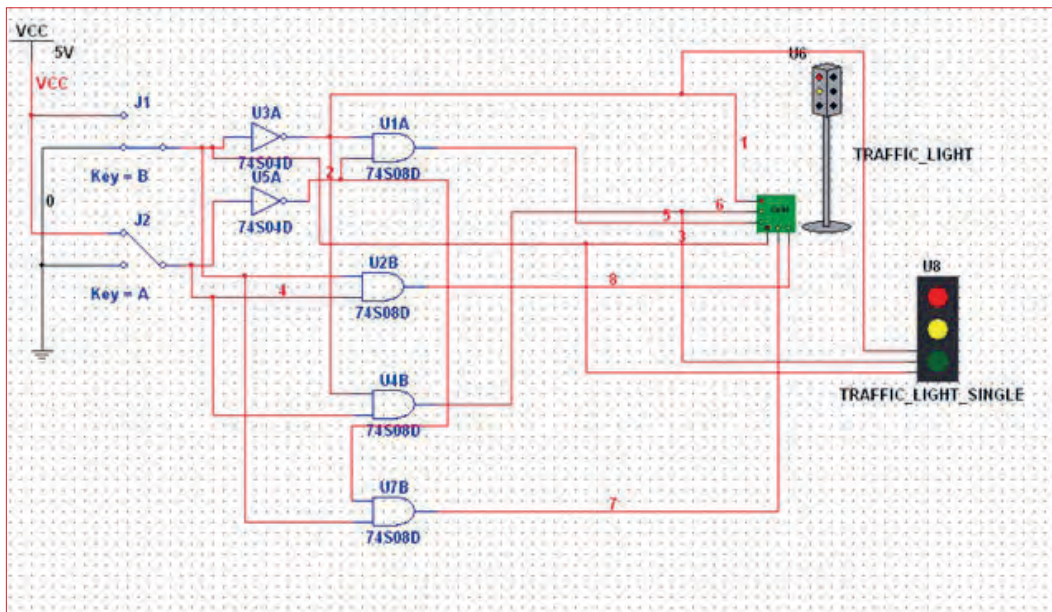 VCC
5V
VCC
J1
Key = B
0
J2
Key = A
U3A
74S04D
2
U5A
74S04D
U1A
74S08D
U2B
4
74S08D
U4B
74S08D
U7B
74S08D
1
6
5
3
8
7
U6
TRAFFIC_LIGHT
U8
TRAFFIC_LIGHT_SINGLE